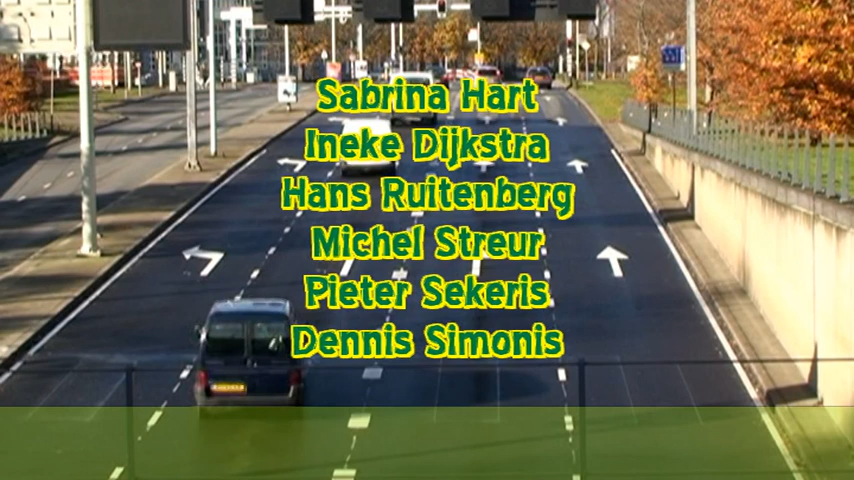 Sabrina Hart
Ineke Dijkstra
Hans Ruitenberg
Michel Streur
Pieter Sekeris
Dennis Simonis